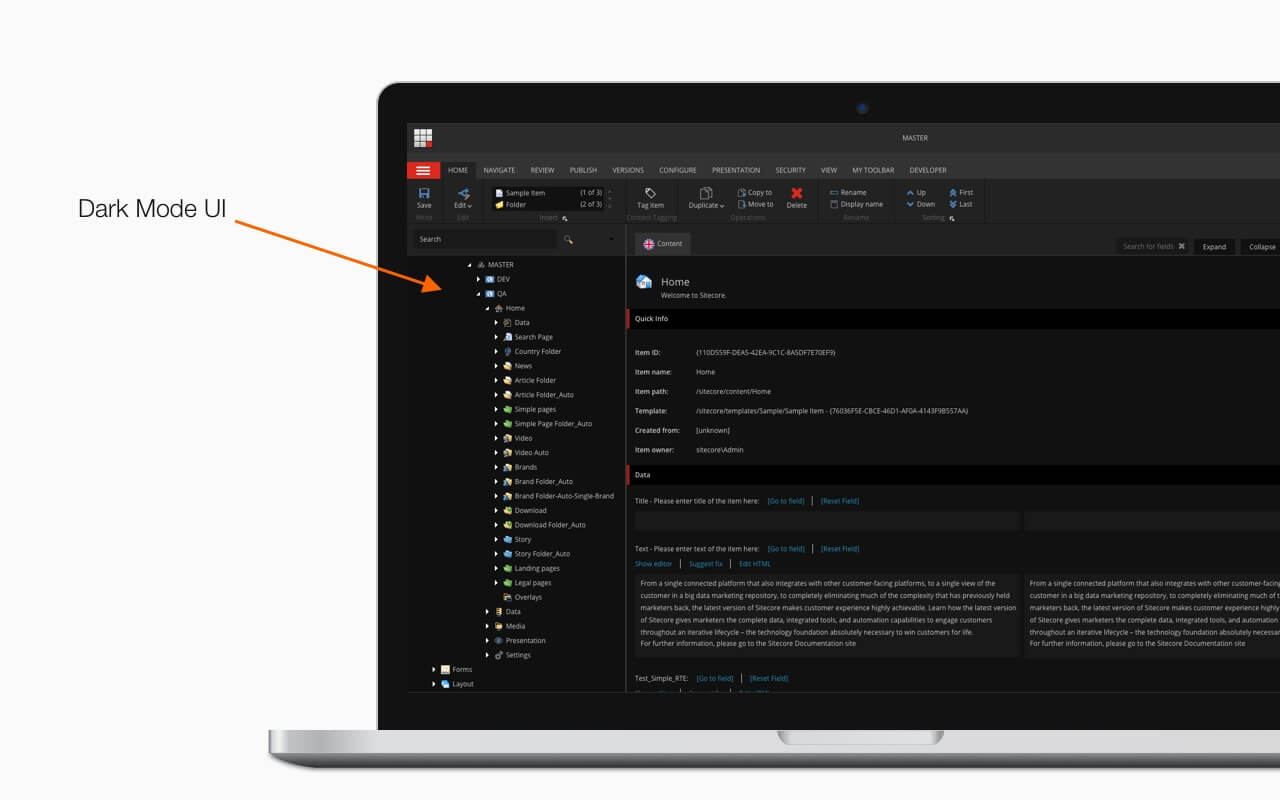 Dark Mode UI
MASTER
HOME NAVIGATE REVIEW PUBLISH VERSIONS CONFIGURE PRESENTATION SECURITY VIEW MY TOOLBAR DEVELOPER
Save
Edit
Sample Item (1 of 3)
Folder (2 of 3)
Tag item
Duplicate
Copy to
Move to
Delete
Rename
Display name
Up
Down
First
Last
Write Edit Insert Content Tagging Operations Rename Sorting
Search
Content
Search for fields
Expand
Collapse
MASTER
DEV
QA
Home
Data
Search Page
Country Folder
News
Article Folder
Article Folder_Auto
Simple pages
Simple Page Folder_Auto
Video
Video Auto
Brands
Brand Folder_Auto
Brand Folder-Auto-Single-Brand
Download
Download Folder_Auto
Story
Story Folder_Auto
Landing pages
Legal pages
Overlays
Data
Media
Presentation
Settings
Forms
Layout
Home
Welcome to Sitecore.
Quick Info
Item ID: {110D559F-DEA5-42EA-9C1C-8A5DF7E70EF9}
Item name: Home
Item path: /sitecore/content/Home
Template: /sitecore/templates/Sample/Sample Item - {76036F5E-CBCE-46D1-AF0A-4143F9B557AA}
Created from: [unknown]
Item owner: sitecore\Admin
Data
Title - Please enter title of the item here: [Go to field] [Reset Field]
Text - Please enter text of the item here: [Go to field] [Reset Field]
Show editor Suggest fix Edit HTML
From a single connected platform that also integrates with other customer-facing platforms, to a single view of the
customer in a big data marketing repository, to completely eliminating much of the complexity that has previously held
marketers back, the latest version of Sitecore makes customer experience highly achievable. Learn how the latest version
of Sitecore gives marketers the complete data, integrated tools, and automation capabilities to engage customers
throughout an iterative lifecycle – the technology foundation absolutely necessary to win customers for life.
For further information, please go to the Sitecore Documentation site
From a single connected platform that also integrates with other customer-facing
customer in a big data marketing repository, to completely eliminating much of the
marketers back, the latest version of Sitecore makes customer experience highly
of Sitecore gives marketers the complete data, integrated tools, and automation
throughout an iterative lifecycle – the technology foundation absolutely necessary
For further information, please go to the Sitecore Documentation site
Test_Simple_RTE: [Go to field] [Reset Field]